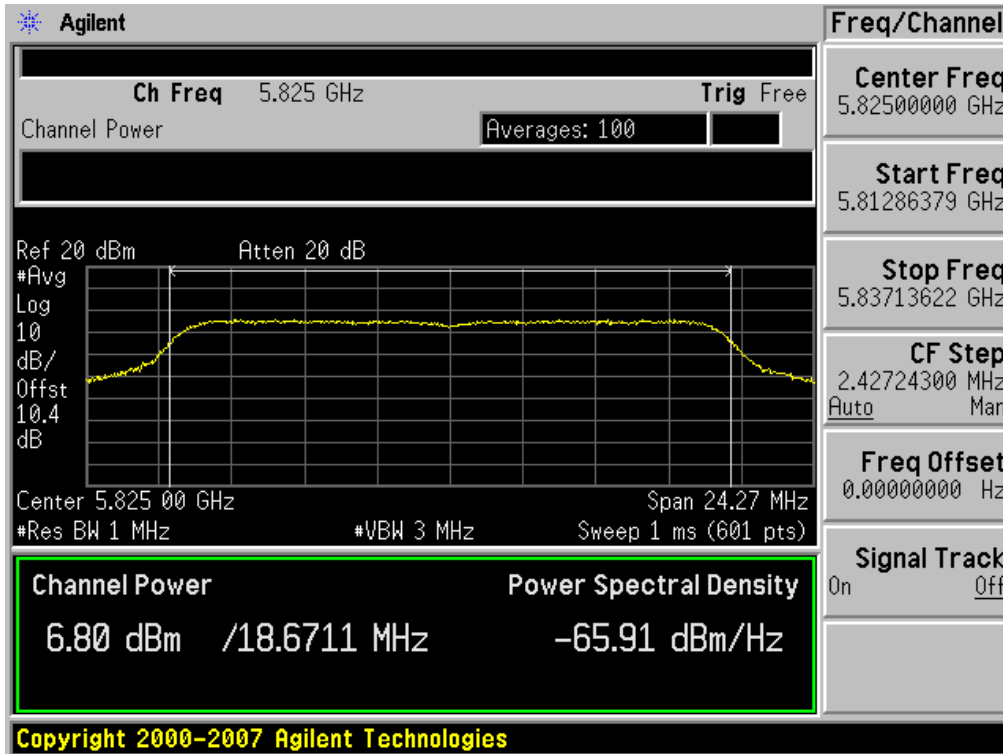 Agilent
Freq/Channel
Ch Freq 5.825 GHz Trig Free
Channel Power Averages: 100
Center Freq
5.82500000 GHz
Start Freq
5.81286379 GHz
Stop Freq
5.83713622 GHz
CF Step
2.42724300 MHz
Auto Man
Freq Offset
0.00000000 Hz
Signal Track
On Off
Ref 20 dBm Atten 20 dB
#Avg
Log
10
dB/
Offst
10.4
dB
Center 5.825 00 GHz Span 24.27 MHz
#Res BW 1 MHz #VBW 3 MHz Sweep 1 ms (601 pts)
Channel Power Power Spectral Density
6.80 dBm /18.6711 MHz -65.91 dBm/Hz
Copyright 2000-2007 Agilent Technologies